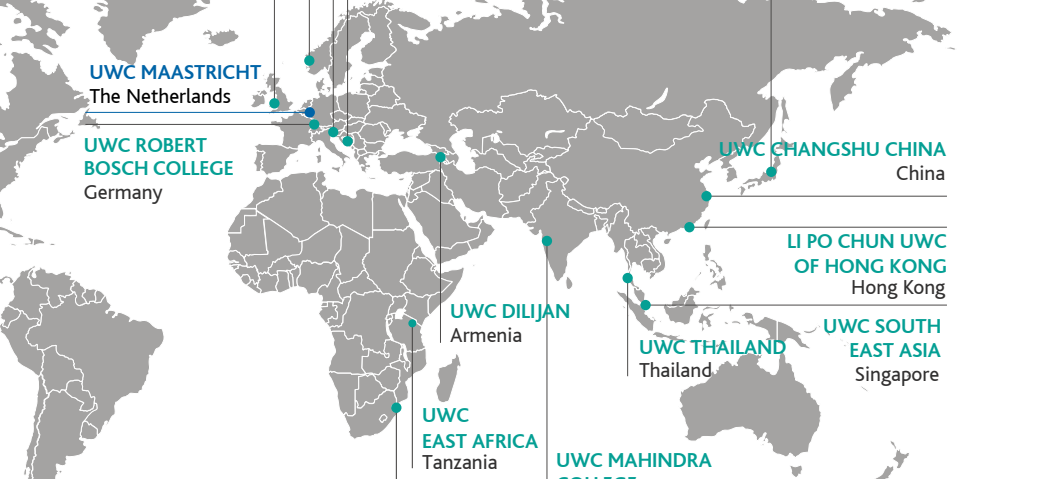 UWC MAASTRICHT
The Netherlands
UWC ROBERT
BOSCH COLLEGE
Germany
UWC CHANGSHU CHINA
China
LI PO CHUN UWC
OF HONG KONG
Hong Kong
UWC DILIJAN
Armenia
UWC SOUTH
EAST ASIA
Singapore
UWC THAILAND
Thailand
UWC
EAST AFRICA
Tanzania
UWC MAHINDRA
COLLEGE